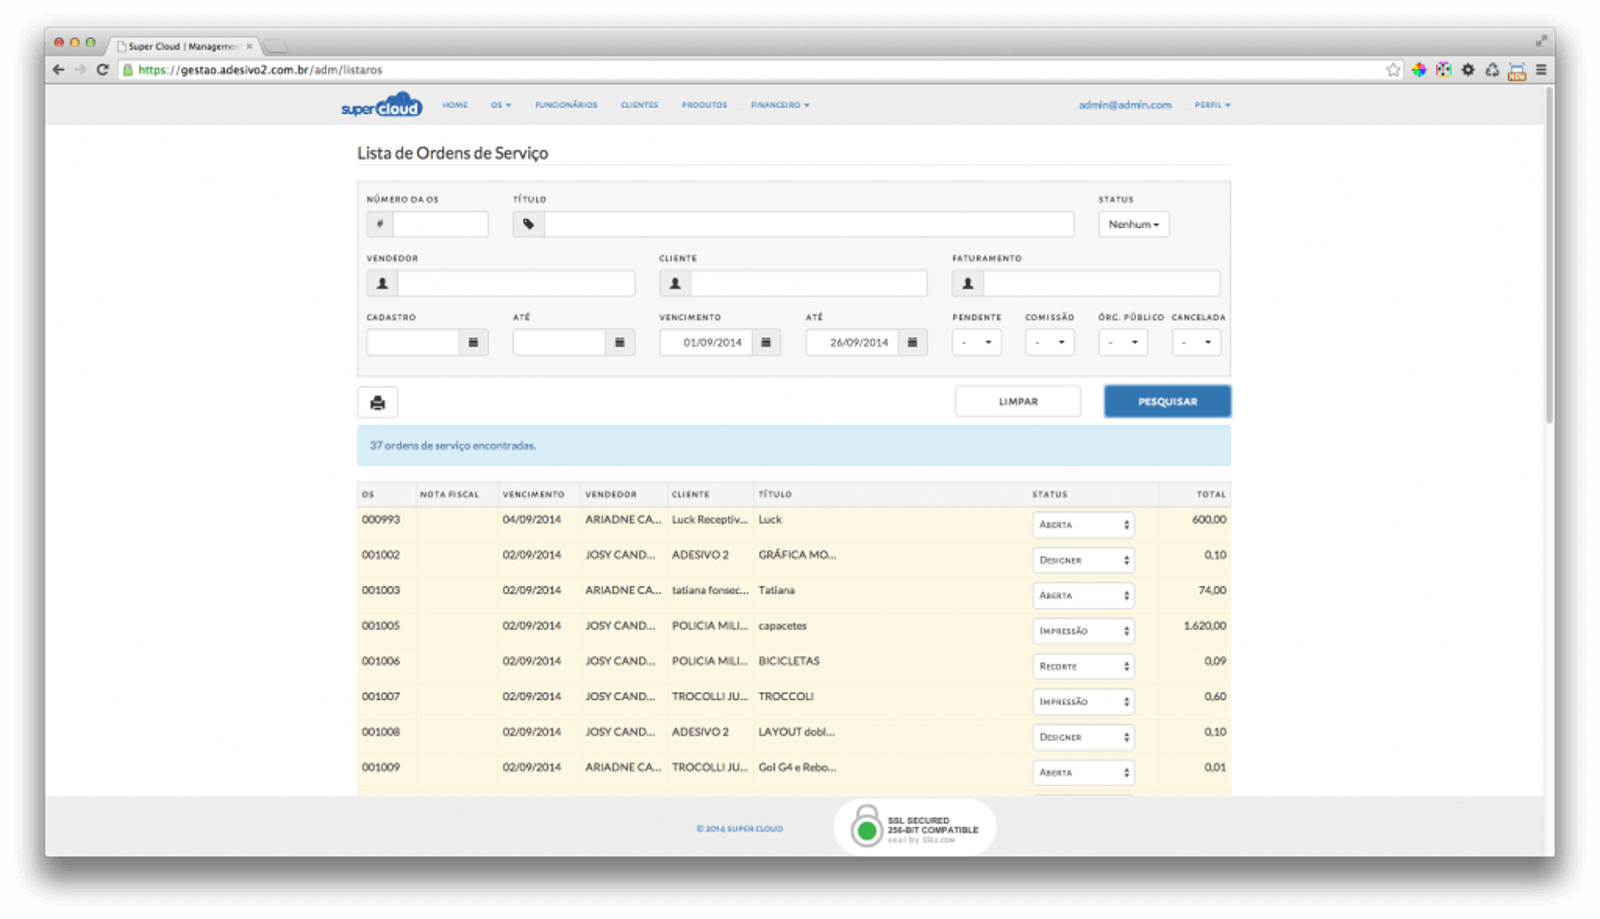 Super Cloud | Managemen
https://gestao.adesivo2.com.br/adm/listaros
NEW
super cloud HOME OS FUNCIONÁRIOS CLIENTES PRODUTOS FINANCEIRO admin@admin.com PERFIL
Lista de Ordens de Serviço
NÚMERO DA OS TÍTULO STATUS
# Nenhum
VENDEDOR CLIENTE FATURAMENTO
CADASTRO ATÉ VENCIMENTO ATÉ PENDENTE COMISSÃO ÓRG. PÚBLICO CANCELADA
01/09/2014 26/09/2014 - - - -
LIMPAR PESQUISAR
37 ordens de serviço encontradas.
OS NOTA FISCAL VENCIMENTO VENDEDOR CLIENTE TÍTULO STATUS TOTAL
000993 04/09/2014 ARIADNE CA... Luck Receptiv... Luck ABERTA 600,00
001002 02/09/2014 JOSY CAND... ADESIVO 2 GRÁFICA MO... DESIGNER 0,10
001003 02/09/2014 ARIADNE CA... tatiana fonsec... Tatiana ABERTA 74,00
001005 02/09/2014 JOSY CAND... POLICIA MILI... capacetes IMPRESSÃO 1.620,00
001006 02/09/2014 JOSY CAND... POLICIA MILI... BICICLETAS RECORTE 0,09
001007 02/09/2014 JOSY CAND... TROCOLLI JU... TROCCOLI IMPRESSÃO 0,60
001008 02/09/2014 JOSY CAND... ADESIVO 2 LAYOUT dobl... DESIGNER 0,10
001009 02/09/2014 ARIADNE CA... TROCOLLI JU... Gol G4 e Rebo... ABERTA 0,01
© 2014 SUPER CLOUD
SSL SECURED
256-BIT COMPATIBLE
seal by SSLs.COM